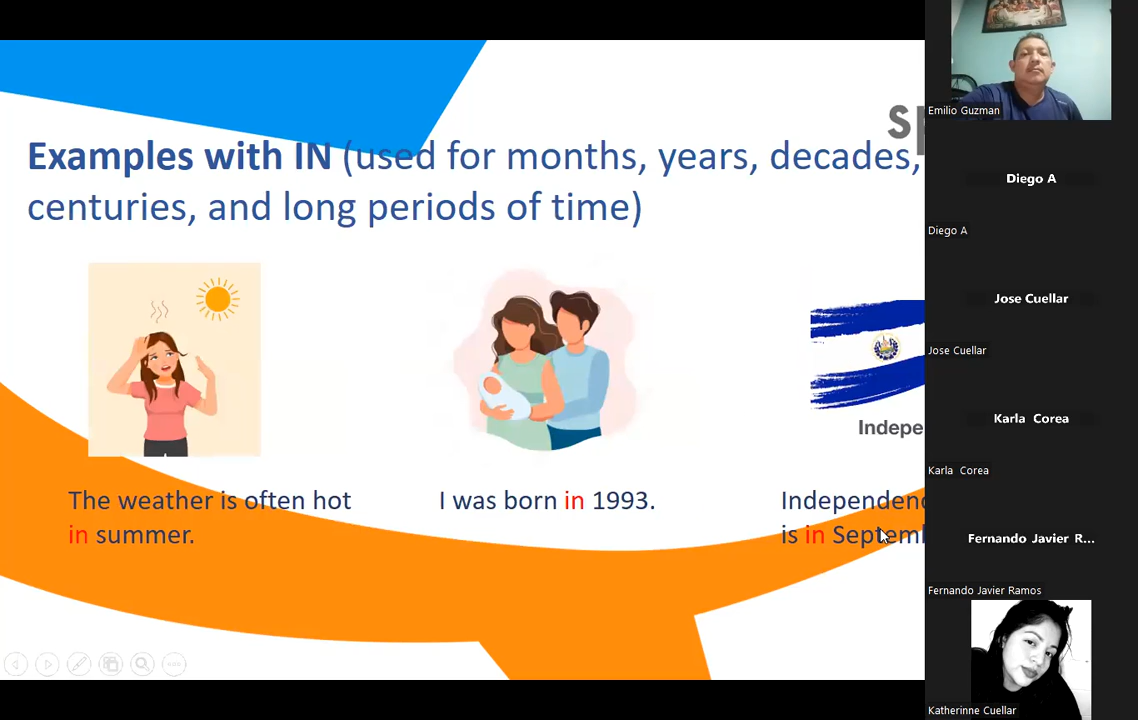 Examples with IN (used for months, years, decades,
centuries, and long periods of time)
The weather is often hot
in summer.
I was born in 1993.
is in
Emilio Guzman
Diego A
Diego A
Jose Cuellar
Jose Cuellar
Karla Corea
Karla Corea
Fernando Javier R...
Fernando Javier Ramos
Katherinne Cuellar